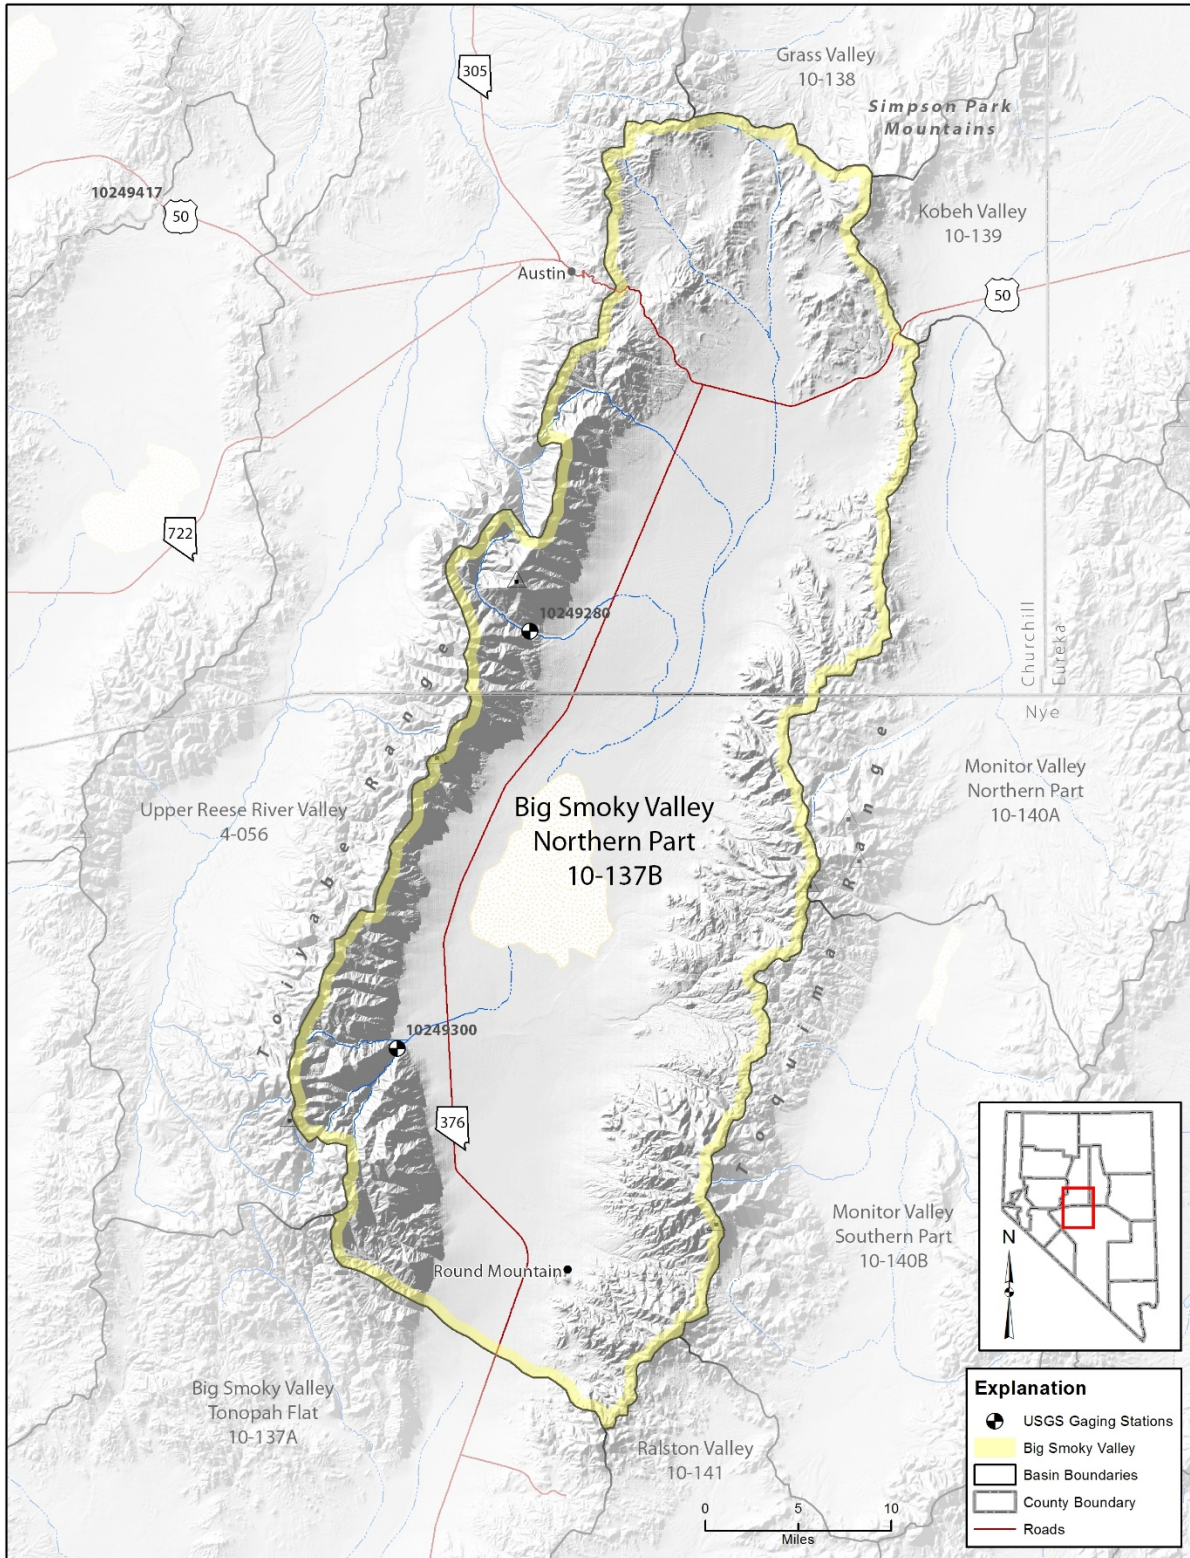 305
Grass Valley
10-138
Simpson Park
Mountains
10249417
50
Kobeh Valley
10-139
Austin
50
722
10249280
Churchill
Eureka
Nye
Toiyabe Range
Upper Reese River Valley
4-056
Big Smoky Valley
Northern Part
10-137B
Monitor Valley
Northern Part
10-140A
Toquima Range
10249300
376
Monitor Valley
Southern Part
10-140B
N
Round Mountain
Big Smoky Valley
Tonopah Flat
10-137A
Ralston Valley
10-141
0 5 10
Miles
Explanation
USGS Gaging Stations
Big Smoky Valley
Basin Boundaries
County Boundary
Roads